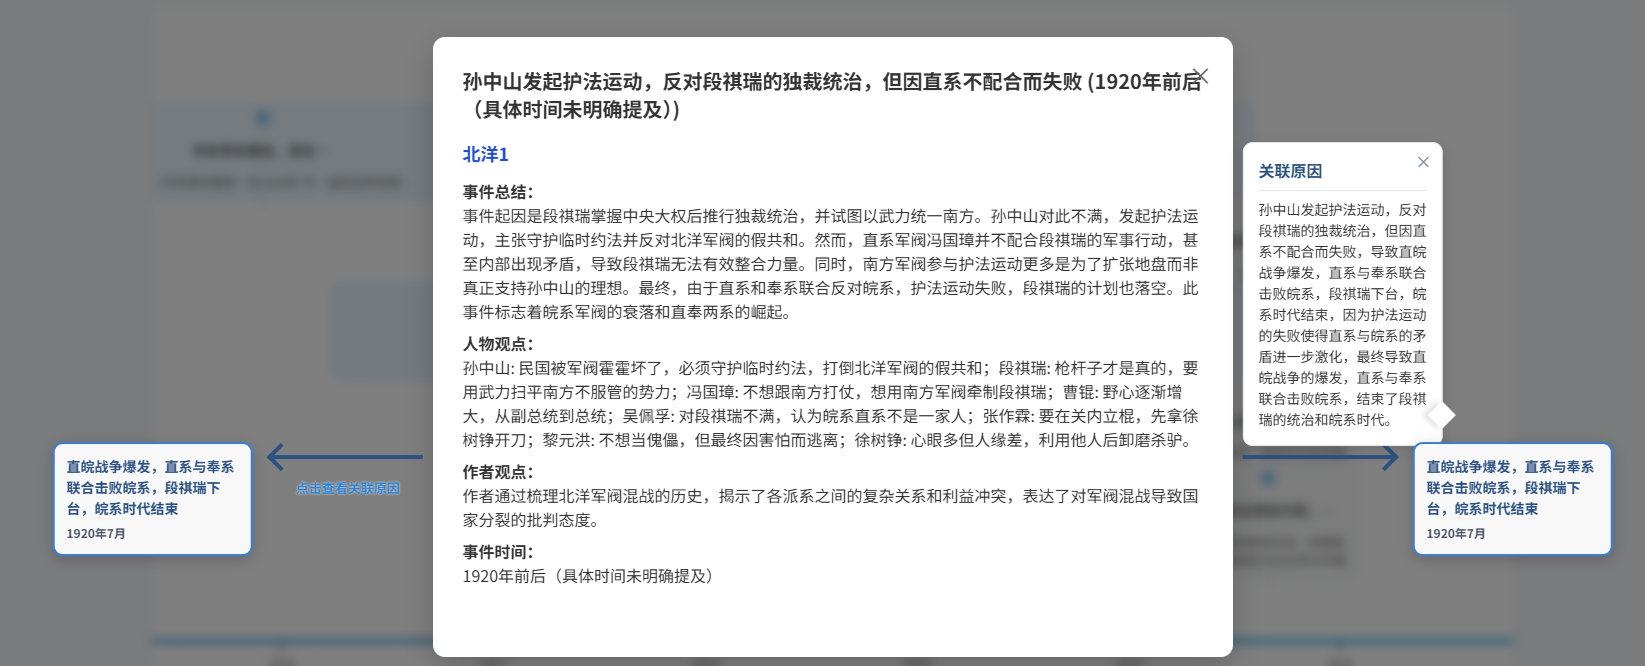 孙中山发起护法运动，反对段祺瑞的独裁统治，但因直系不配合而失败 (1920年前后
（具体时间未明确提及）)
北洋1
事件总结：
事件起因是段祺瑞掌握中央大权后推行独裁统治，并试图以武力统一南方。孙中山对此不满，发起护法运
动，主张守护临时约法并反对北洋军阀的假共和。然而，直系军阀冯国璋并不配合段祺瑞的军事行动，甚
至内部出现矛盾，导致段祺瑞无法有效整合力量。同时，南方军阀参与护法运动更多是为了扩张地盘而非
真正支持孙中山的理想。最终，由于直系和奉系联合反对皖系，护法运动失败，段祺瑞的计划也落空。此
事件标志着皖系军阀的衰落和直奉两系的崛起。
人物观点：
孙中山: 民国被军阀霍霍坏了，必须守护临时约法，打倒北洋军阀的假共和；段祺瑞: 枪杆子才是真的，要
用武力扫平南方不服管的势力；冯国璋: 不想跟南方打仗，想用南方军阀牵制段祺瑞；曹锟: 野心逐渐增
大，从副总统到总统；吴佩孚: 对段祺瑞不满，认为皖系直系不是一家人；张作霖: 要在关内立棍，先拿徐
树铮开刀；黎元洪: 不想当傀儡，但最终因害怕而逃离；徐树铮: 心眼多但人缘差，利用他人后卸磨杀驴。
作者观点：
作者通过梳理北洋军阀混战的历史，揭示了各派系之间的复杂关系和利益冲突，表达了对军阀混战导致国
家分裂的批判态度。
事件时间：
1920年前后（具体时间未明确提及）
直皖战争爆发，直系与奉系
联合击败皖系，段祺瑞下
台，皖系时代结束
1920年7月
点击查看关联原因
关联原因
孙中山发起护法运动，反对
段祺瑞的独裁统治，但因直
系不配合而失败，导致直皖
战争爆发，直系与奉系联合
击败皖系，段祺瑞下台，皖
系时代结束，因为护法运动
的失败使得直系与皖系的矛
盾进一步激化，最终导致直
皖战争的爆发，直系与奉系
联合击败皖系，结束了段祺
瑞的统治和皖系时代。
直皖战争爆发，直系与奉系
联合击败皖系，段祺瑞下
台，皖系时代结束
1920年7月